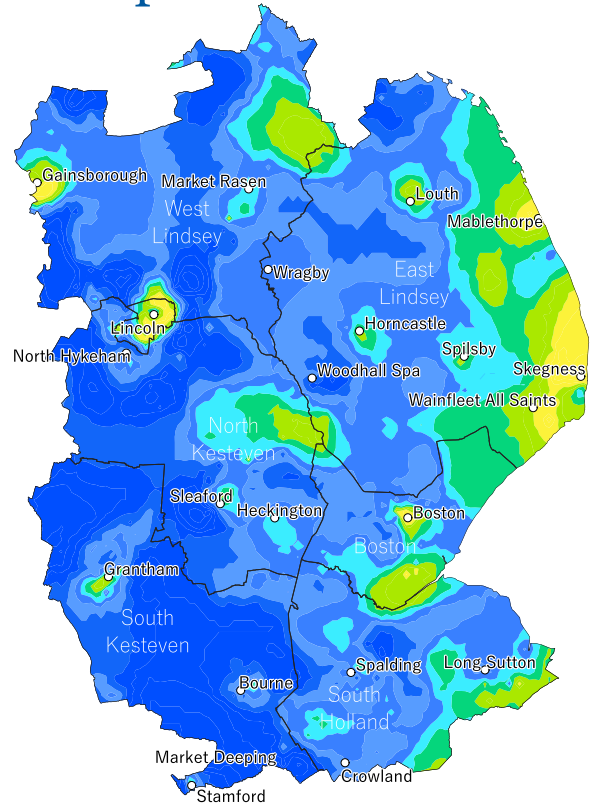 Gainsborough
Market Rasen
West
Lindsey
Louth
Mablethorpe
Wragby
East
Lindsey
Lincoln
Horncastle
North Hykeham
Spilsby
Woodhall Spa
Skegness
Wainfleet All Saints
North
Kesteven
Sleaford
Heckington
Boston
Boston
Grantham
South
Kesteven
Spalding
Long Sutton
Bourne
South
Holland
Market Deeping
Crowland
Stamford